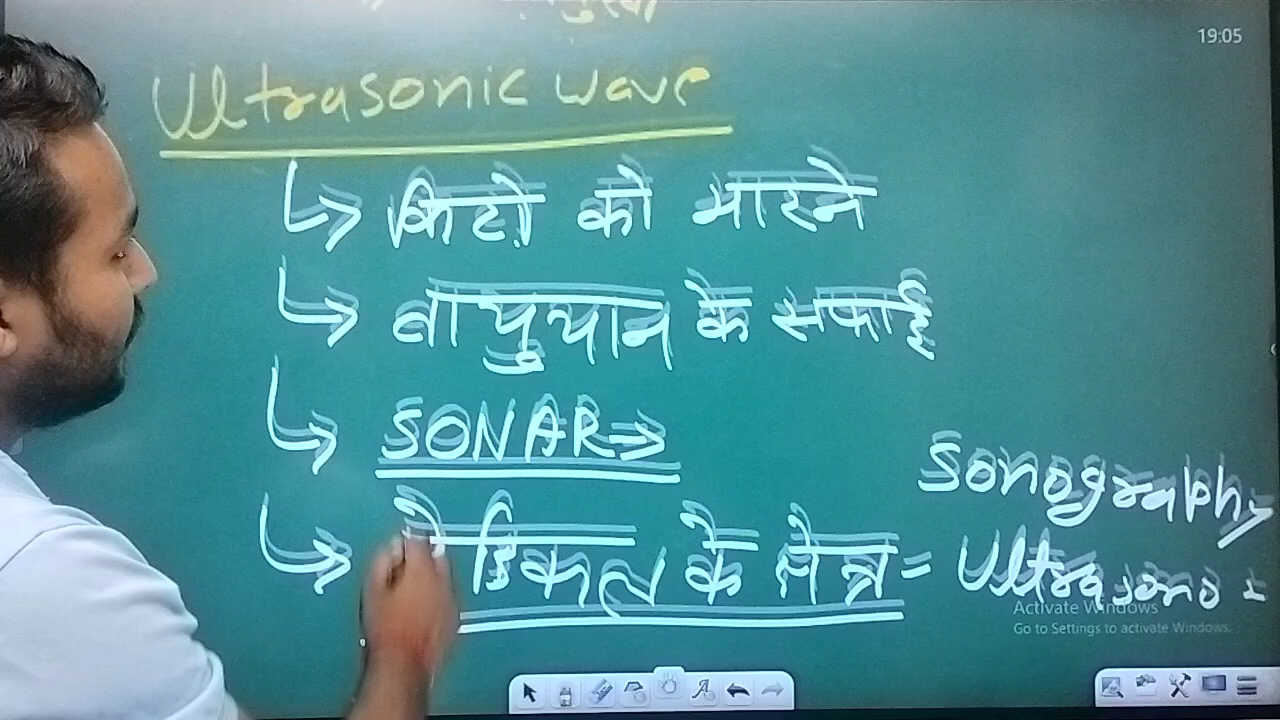 19:05
Ultrasonic wave
↳ किटो को मारने
↳ वायुयान के सफाई
↳ SONAR⇒
↳ मेडिकल के क्षेत्र = Sonography
Ultrasono
Activate Windows
Go to Settings to activate Windows.